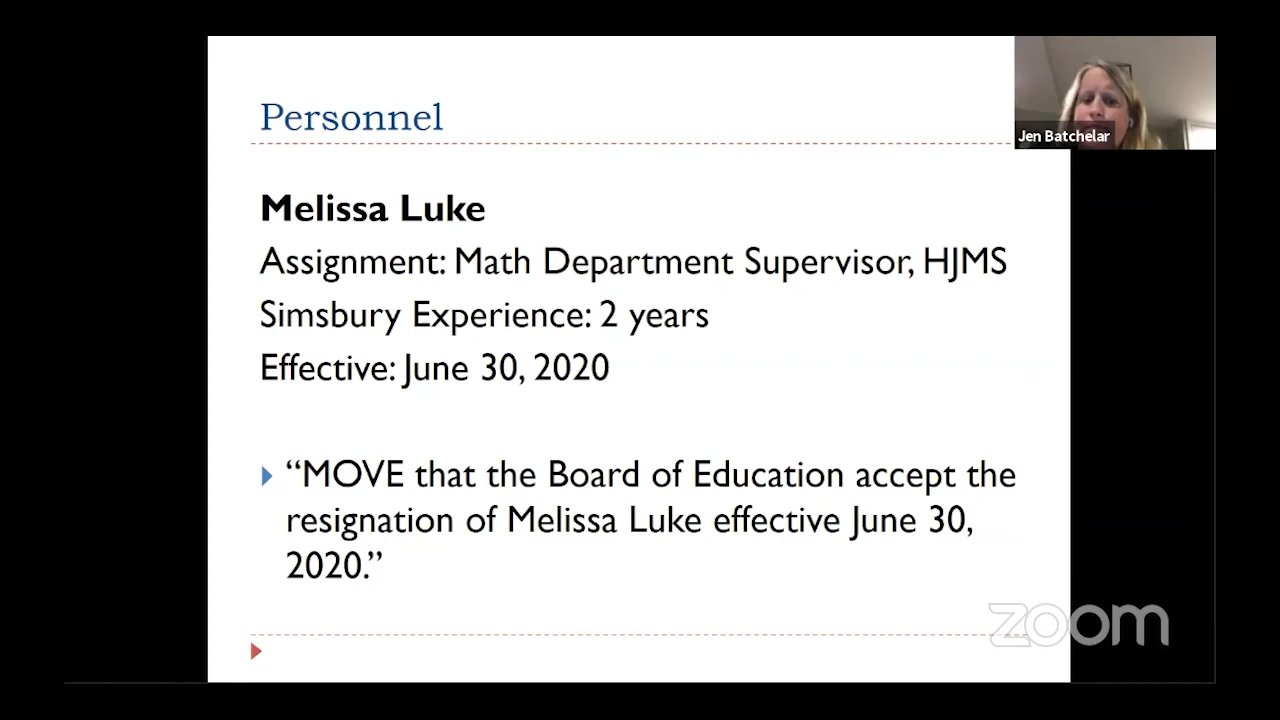 Personnel
Jen Batchelar
Melissa Luke
Assignment: Math Department Supervisor, HJMS
Simsbury Experience: 2 years
Effective: June 30, 2020
“MOVE that the Board of Education accept the
resignation of Melissa Luke effective June 30,
2020.”
zoom